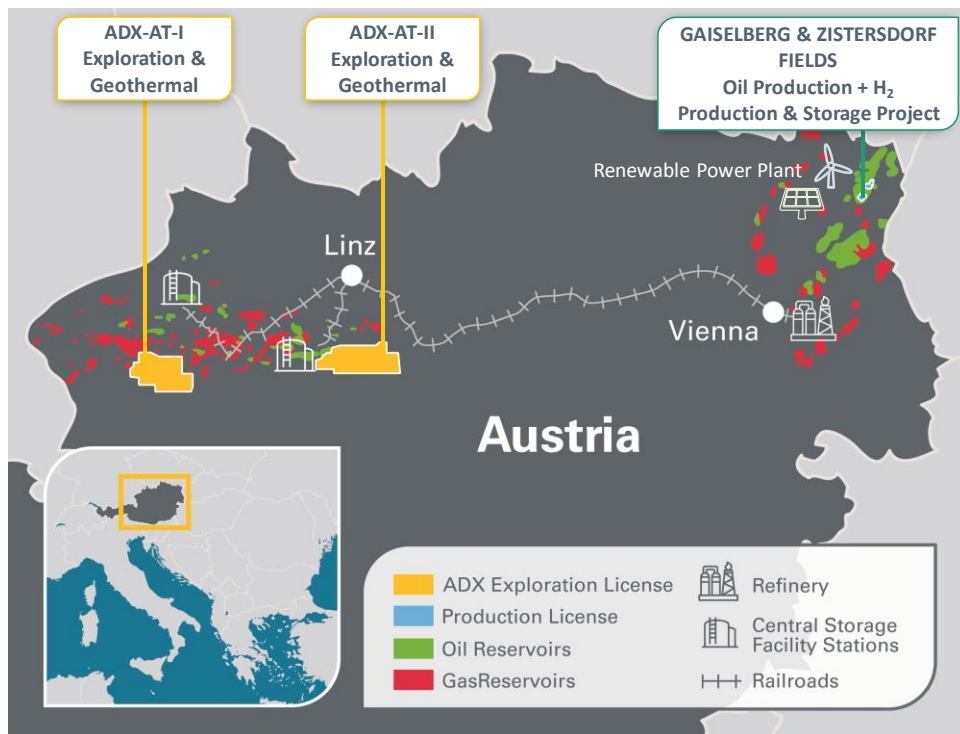 ADX-AT-I
Exploration &
Geothermal
ADX-AT-II
Exploration &
Geothermal
GAISELBERG & ZISTERSDORF
FIELDS
Oil Production + H₂
Production & Storage Project
Renewable Power Plant
Linz
Vienna
Austria
ADX Exploration License
Production License
Oil Reservoirs
GasReservoirs
Refinery
Central Storage
Facility Stations
Railroads